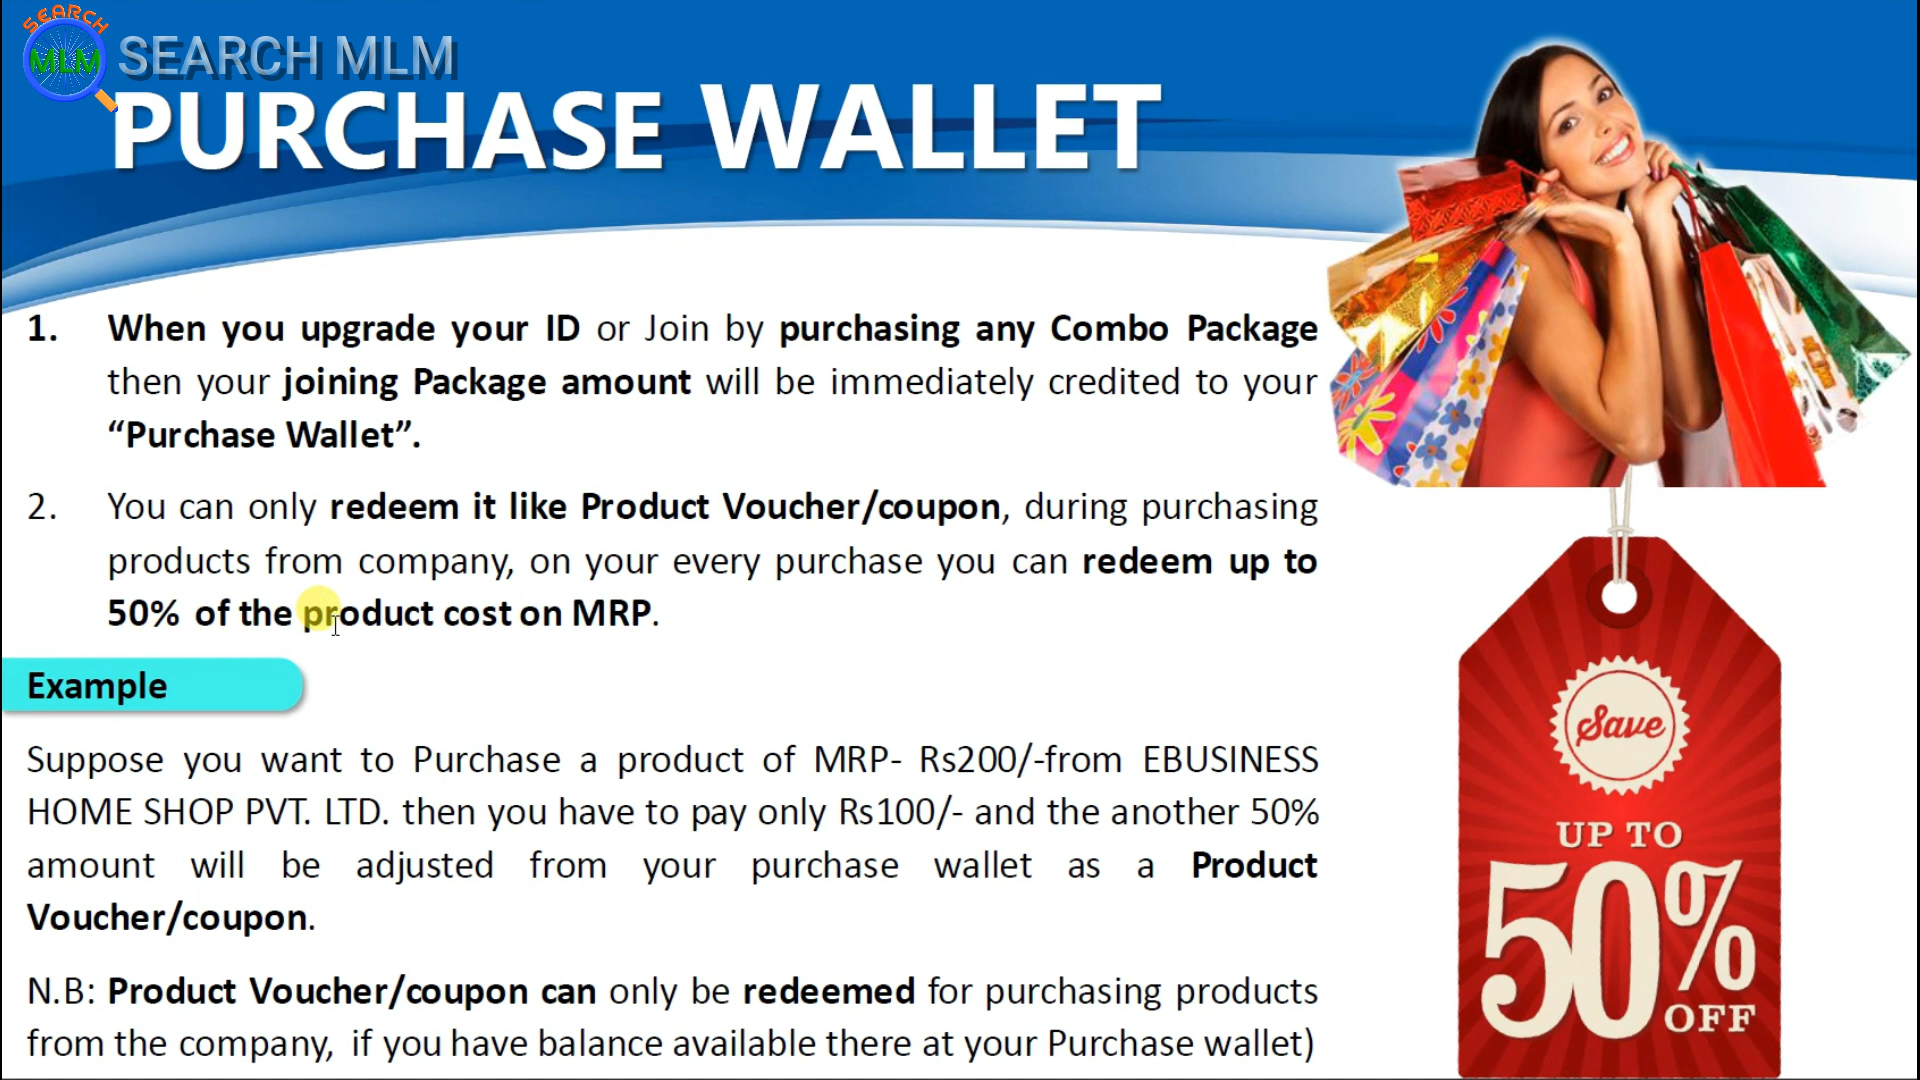 SEARCH
MLM
SEARCH MLM
PURCHASE WALLET
1. When you upgrade your ID or Join by purchasing any Combo Package
then your joining Package amount will be immediately credited to your
“Purchase Wallet”.
2. You can only redeem it like Product Voucher/coupon, during purchasing
products from company, on your every purchase you can redeem up to
50% of the product cost on MRP.
Example
Suppose you want to Purchase a product of MRP- Rs200/-from EBUSINESS
HOME SHOP PVT. LTD. then you have to pay only Rs100/- and the another 50%
amount will be adjusted from your purchase wallet as a Product
Voucher/coupon.
N.B: Product Voucher/coupon can only be redeemed for purchasing products
from the company, if you have balance available there at your Purchase wallet)
Save
UP TO
50%
OFF